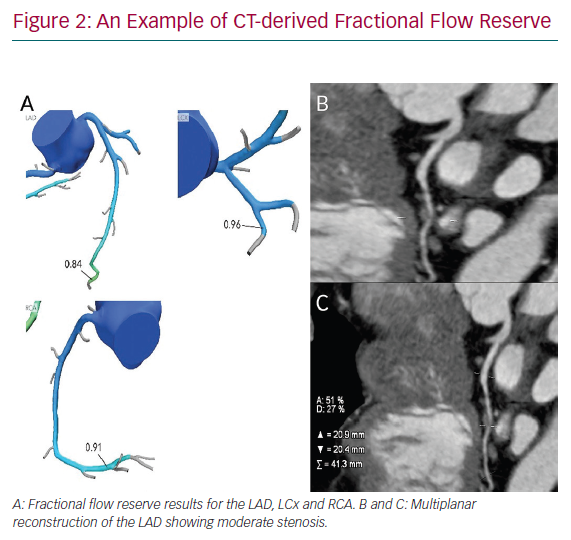 Figure 2: An Example of CT-derived Fractional Flow Reserve
A
LAD
0.84
0.96
RCA
0.91
B
C
A: 51 %
D: 27 %
▲ = 20.9 mm
▼ = 20.4 mm
Σ = 41.3 mm
A: Fractional flow reserve results for the LAD, LCx and RCA. B and C: Multiplanar
reconstruction of the LAD showing moderate stenosis.